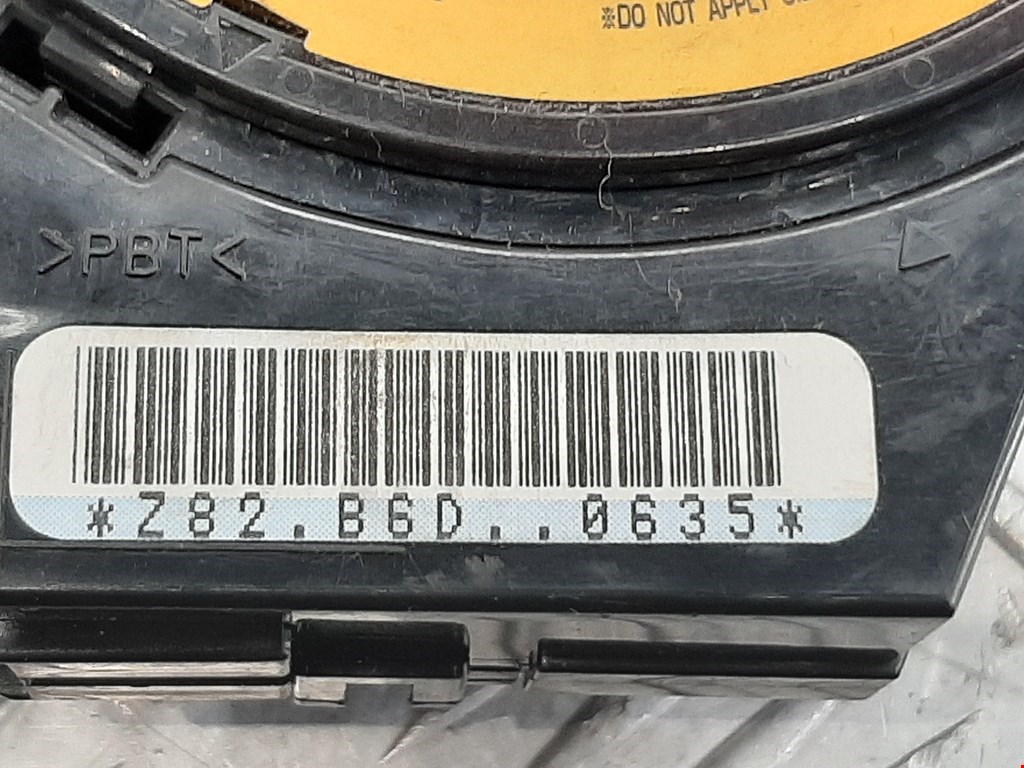 ※DO NOT APPLY
>PBT<
*Z82.B6D..0635*